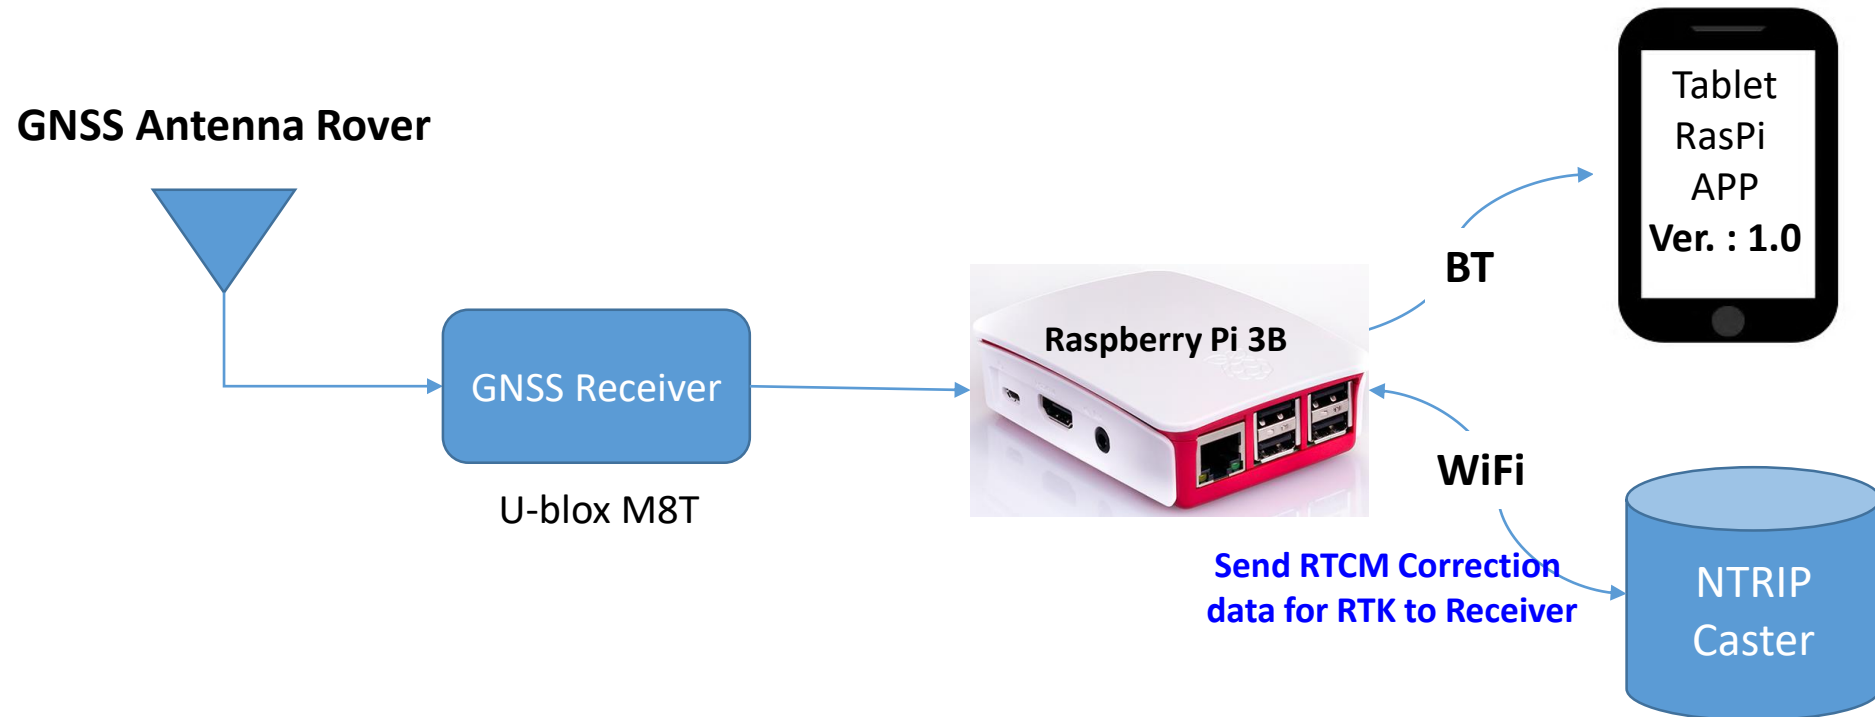 GNSS Antenna Rover
GNSS Receiver
U-blox M8T
Raspberry Pi 3B
BT
Tablet
RasPi
APP
Ver. : 1.0
WiFi
Send RTCM Correction
data for RTK to Receiver
NTRIP
Caster